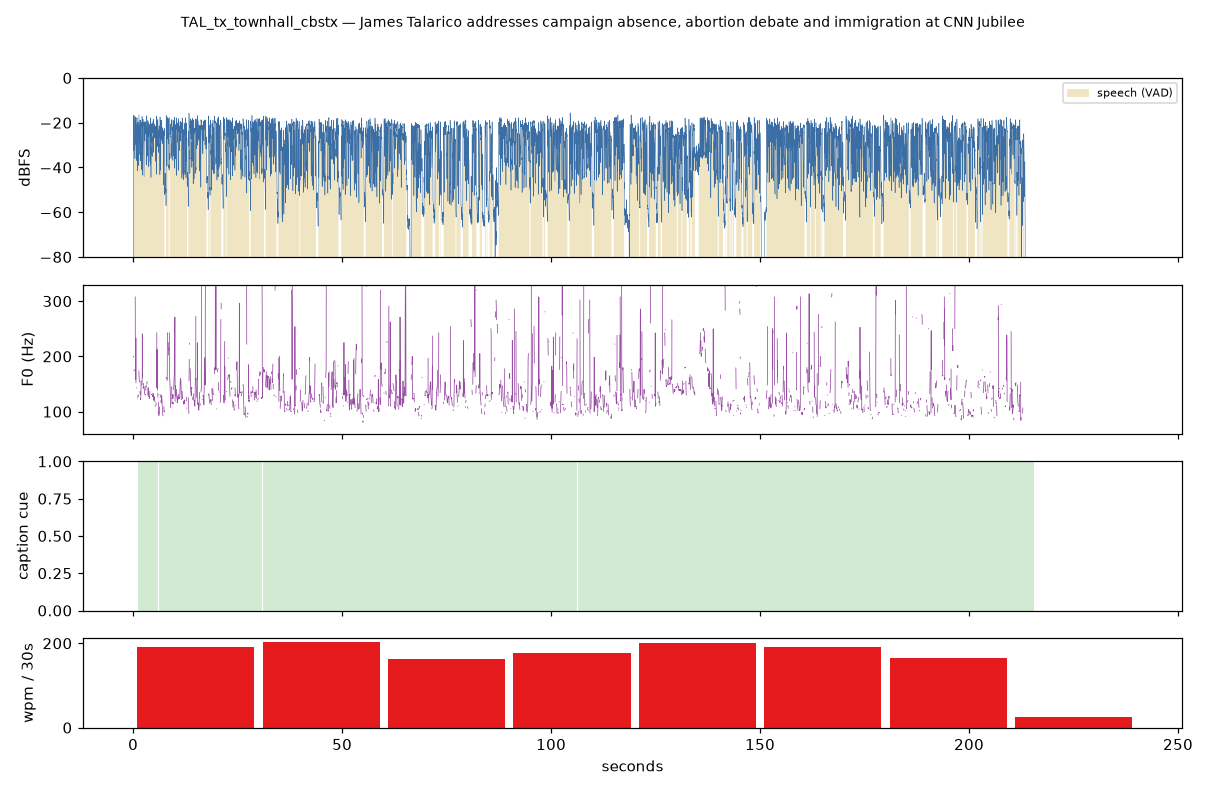 TAL_tx_townhall_cbstx — James Talarico addresses campaign absence, abortion debate and immigration at CNN Jubilee
0
−20
−40
−60
−80
dBFS
speech (VAD)
300
200
100
F0 (Hz)
1.00
0.75
0.50
0.25
0.00
caption cue
200
0
wpm / 30s
0 50 100 150 200 250
seconds